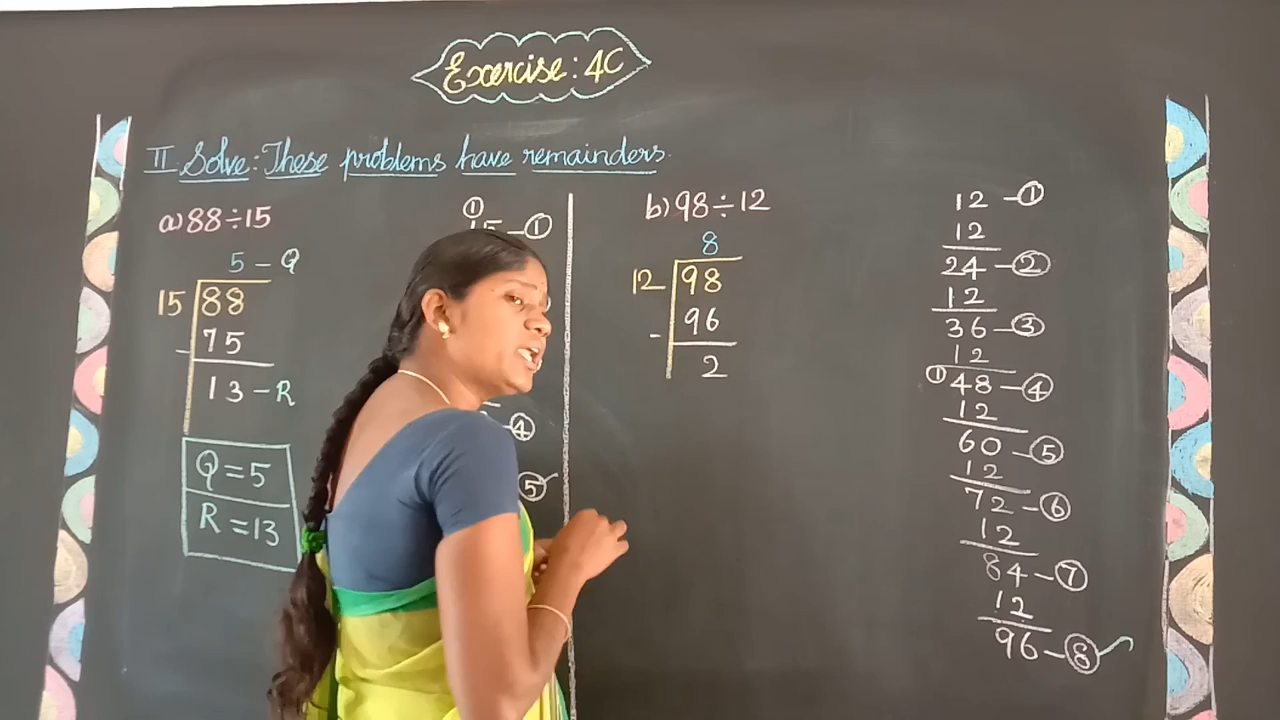 Exercise: 4C
II. Solve: These problems have remainders.
a) 88÷15
5 - Q
15 88
75
-
13 - R
Q = 5
R = 13
①
15 - ①
④
⑤
b) 98÷12
8
12 98
96
-
2
12 - ①
12
24 - ②
12
36 - ③
12
① 48 - ④
12
60 - ⑤
12
72 - ⑥
12
84 - ⑦
12
96 - ⑧